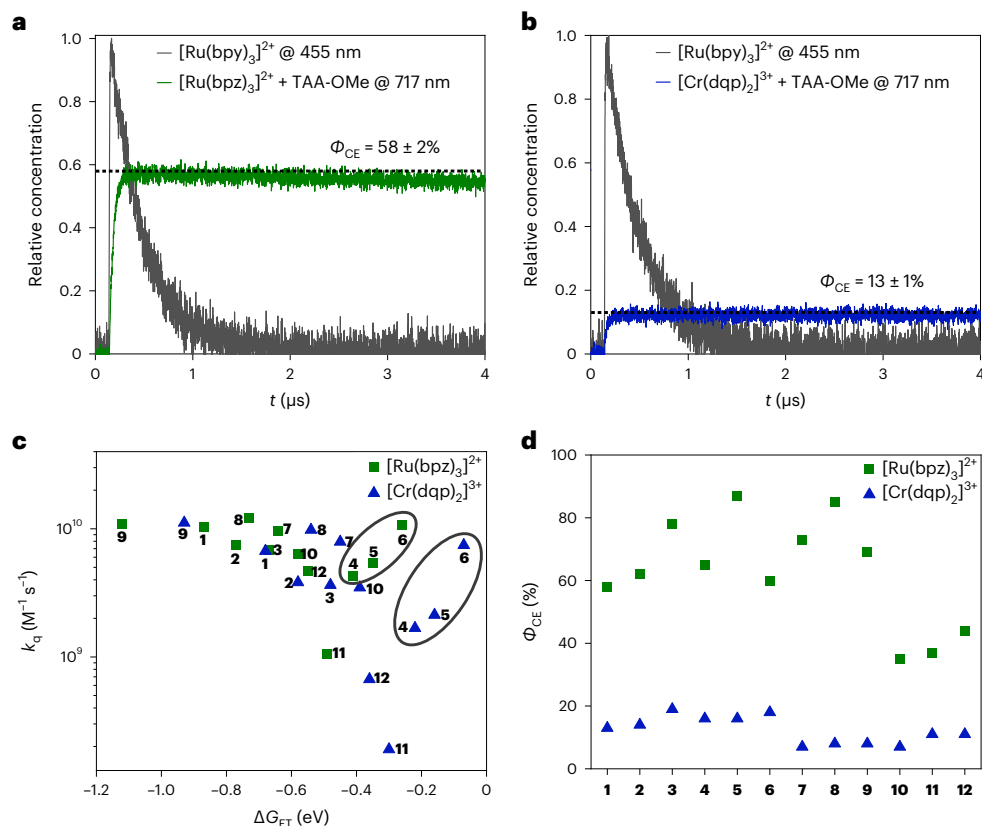 a
[Ru(bpy)₃]²⁺ @ 455 nm
[Ru(bpz)₃]²⁺ + TAA-OMe @ 717 nm
Φ_CE = 58 ± 2%
Relative concentration
1.0
0.8
0.6
0.4
0.2
0
0 1 2 3 4
t (μs)
b
[Ru(bpy)₃]²⁺ @ 455 nm
[Cr(dqp)₂]³⁺ + TAA-OMe @ 717 nm
Φ_CE = 13 ± 1%
Relative concentration
1.0
0.8
0.6
0.4
0.2
0
0 1 2 3 4
t (μs)
c
[Ru(bpz)₃]²⁺
[Cr(dqp)₂]³⁺
k_q (M⁻¹ s⁻¹)
10¹⁰
10⁹
9 9 1 8 2 1 3 7 10 12 8 7 2 3 10 4 5 6 11 12 11 4 5 6
−1.2 −1.0 −0.8 −0.6 −0.4 −0.2 0
ΔG_ET (eV)
d
[Ru(bpz)₃]²⁺
[Cr(dqp)₂]³⁺
Φ_CE (%)
100
80
60
40
20
0
1 2 3 4 5 6 7 8 9 10 11 12